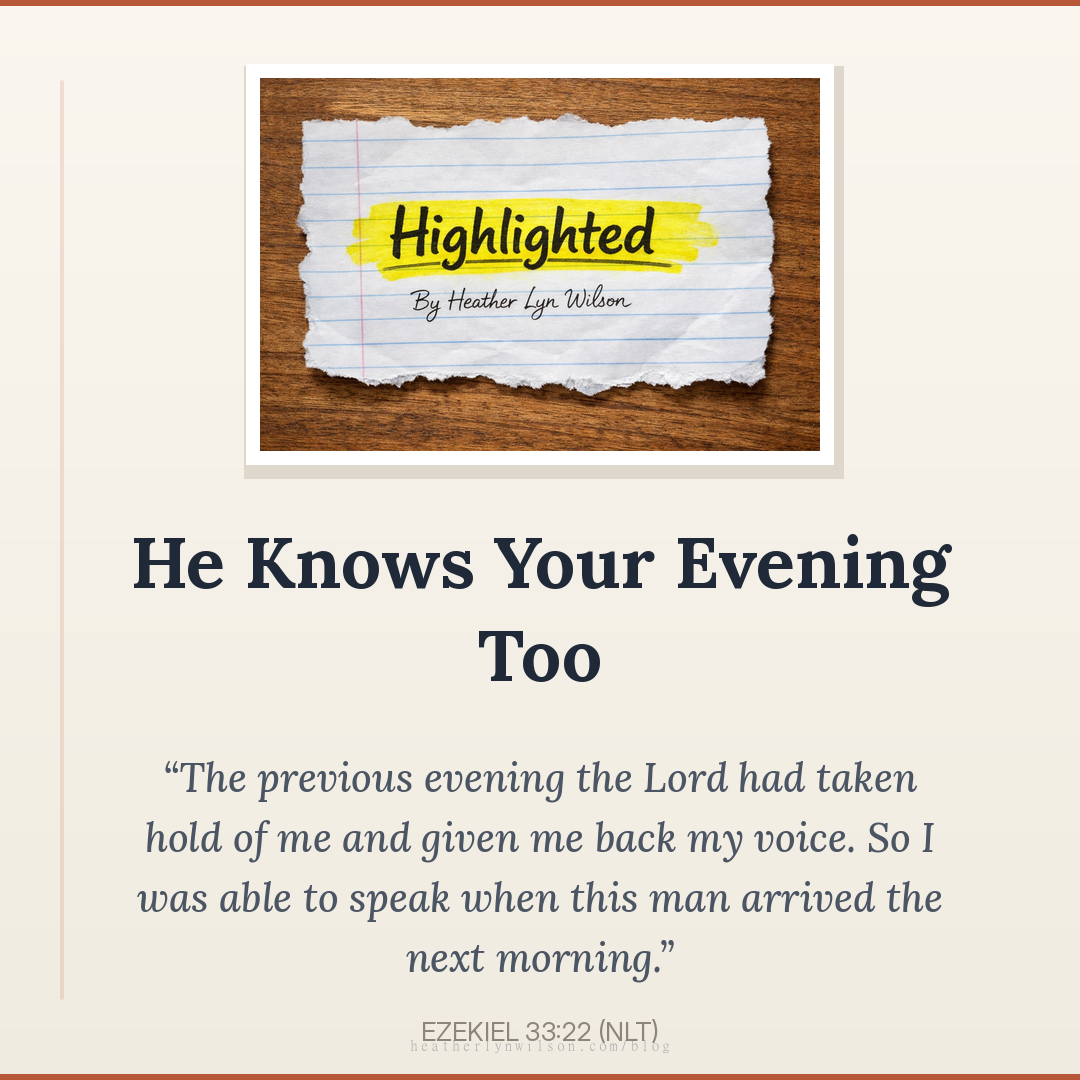 Highlighted
By Heather Lyn Wilson
He Knows Your Evening
Too
“The previous evening the Lord had taken
hold of me and given me back my voice. So I
was able to speak when this man arrived the
next morning.”
EZEKIEL 33:22 (NLT)
heatherlynwilson.com/blog